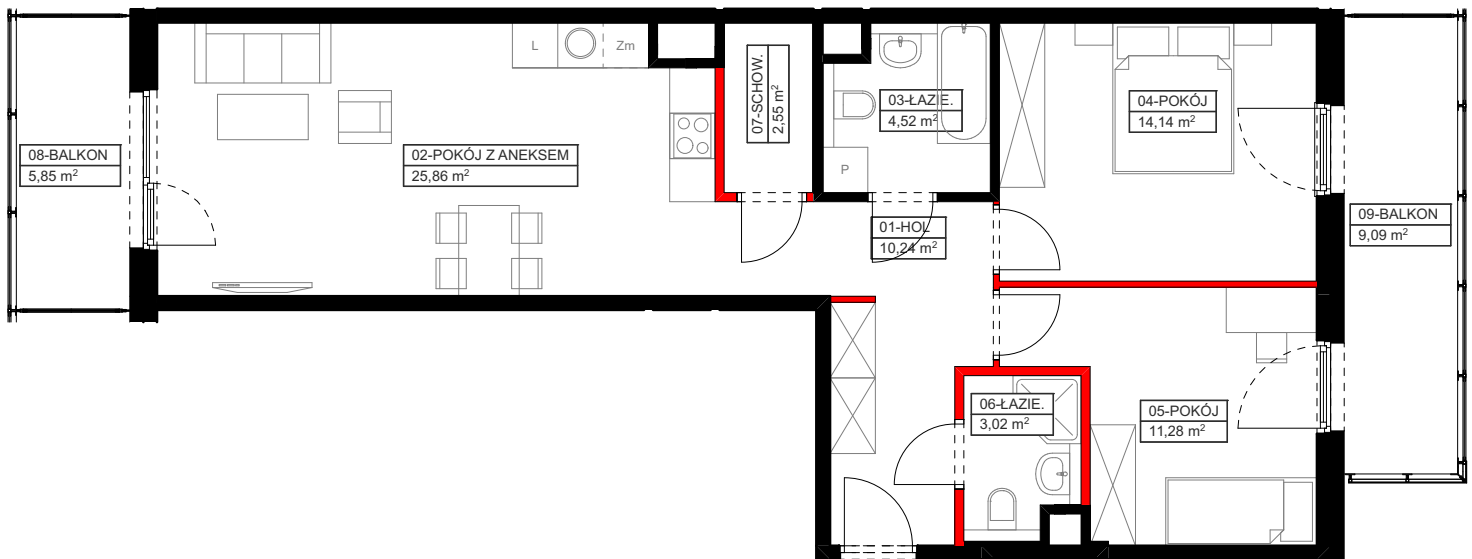 L
Zm
07-SCHOW.
2,55 m²
03-ŁAZIE.
4,52 m²
04-POKÓJ
14,14 m²
08-BALKON
5,85 m²
02-POKÓJ Z ANEKSEM
25,86 m²
P
01-HOL
10,24 m²
09-BALKON
9,09 m²
06-ŁAZIE.
3,02 m²
05-POKÓJ
11,28 m²